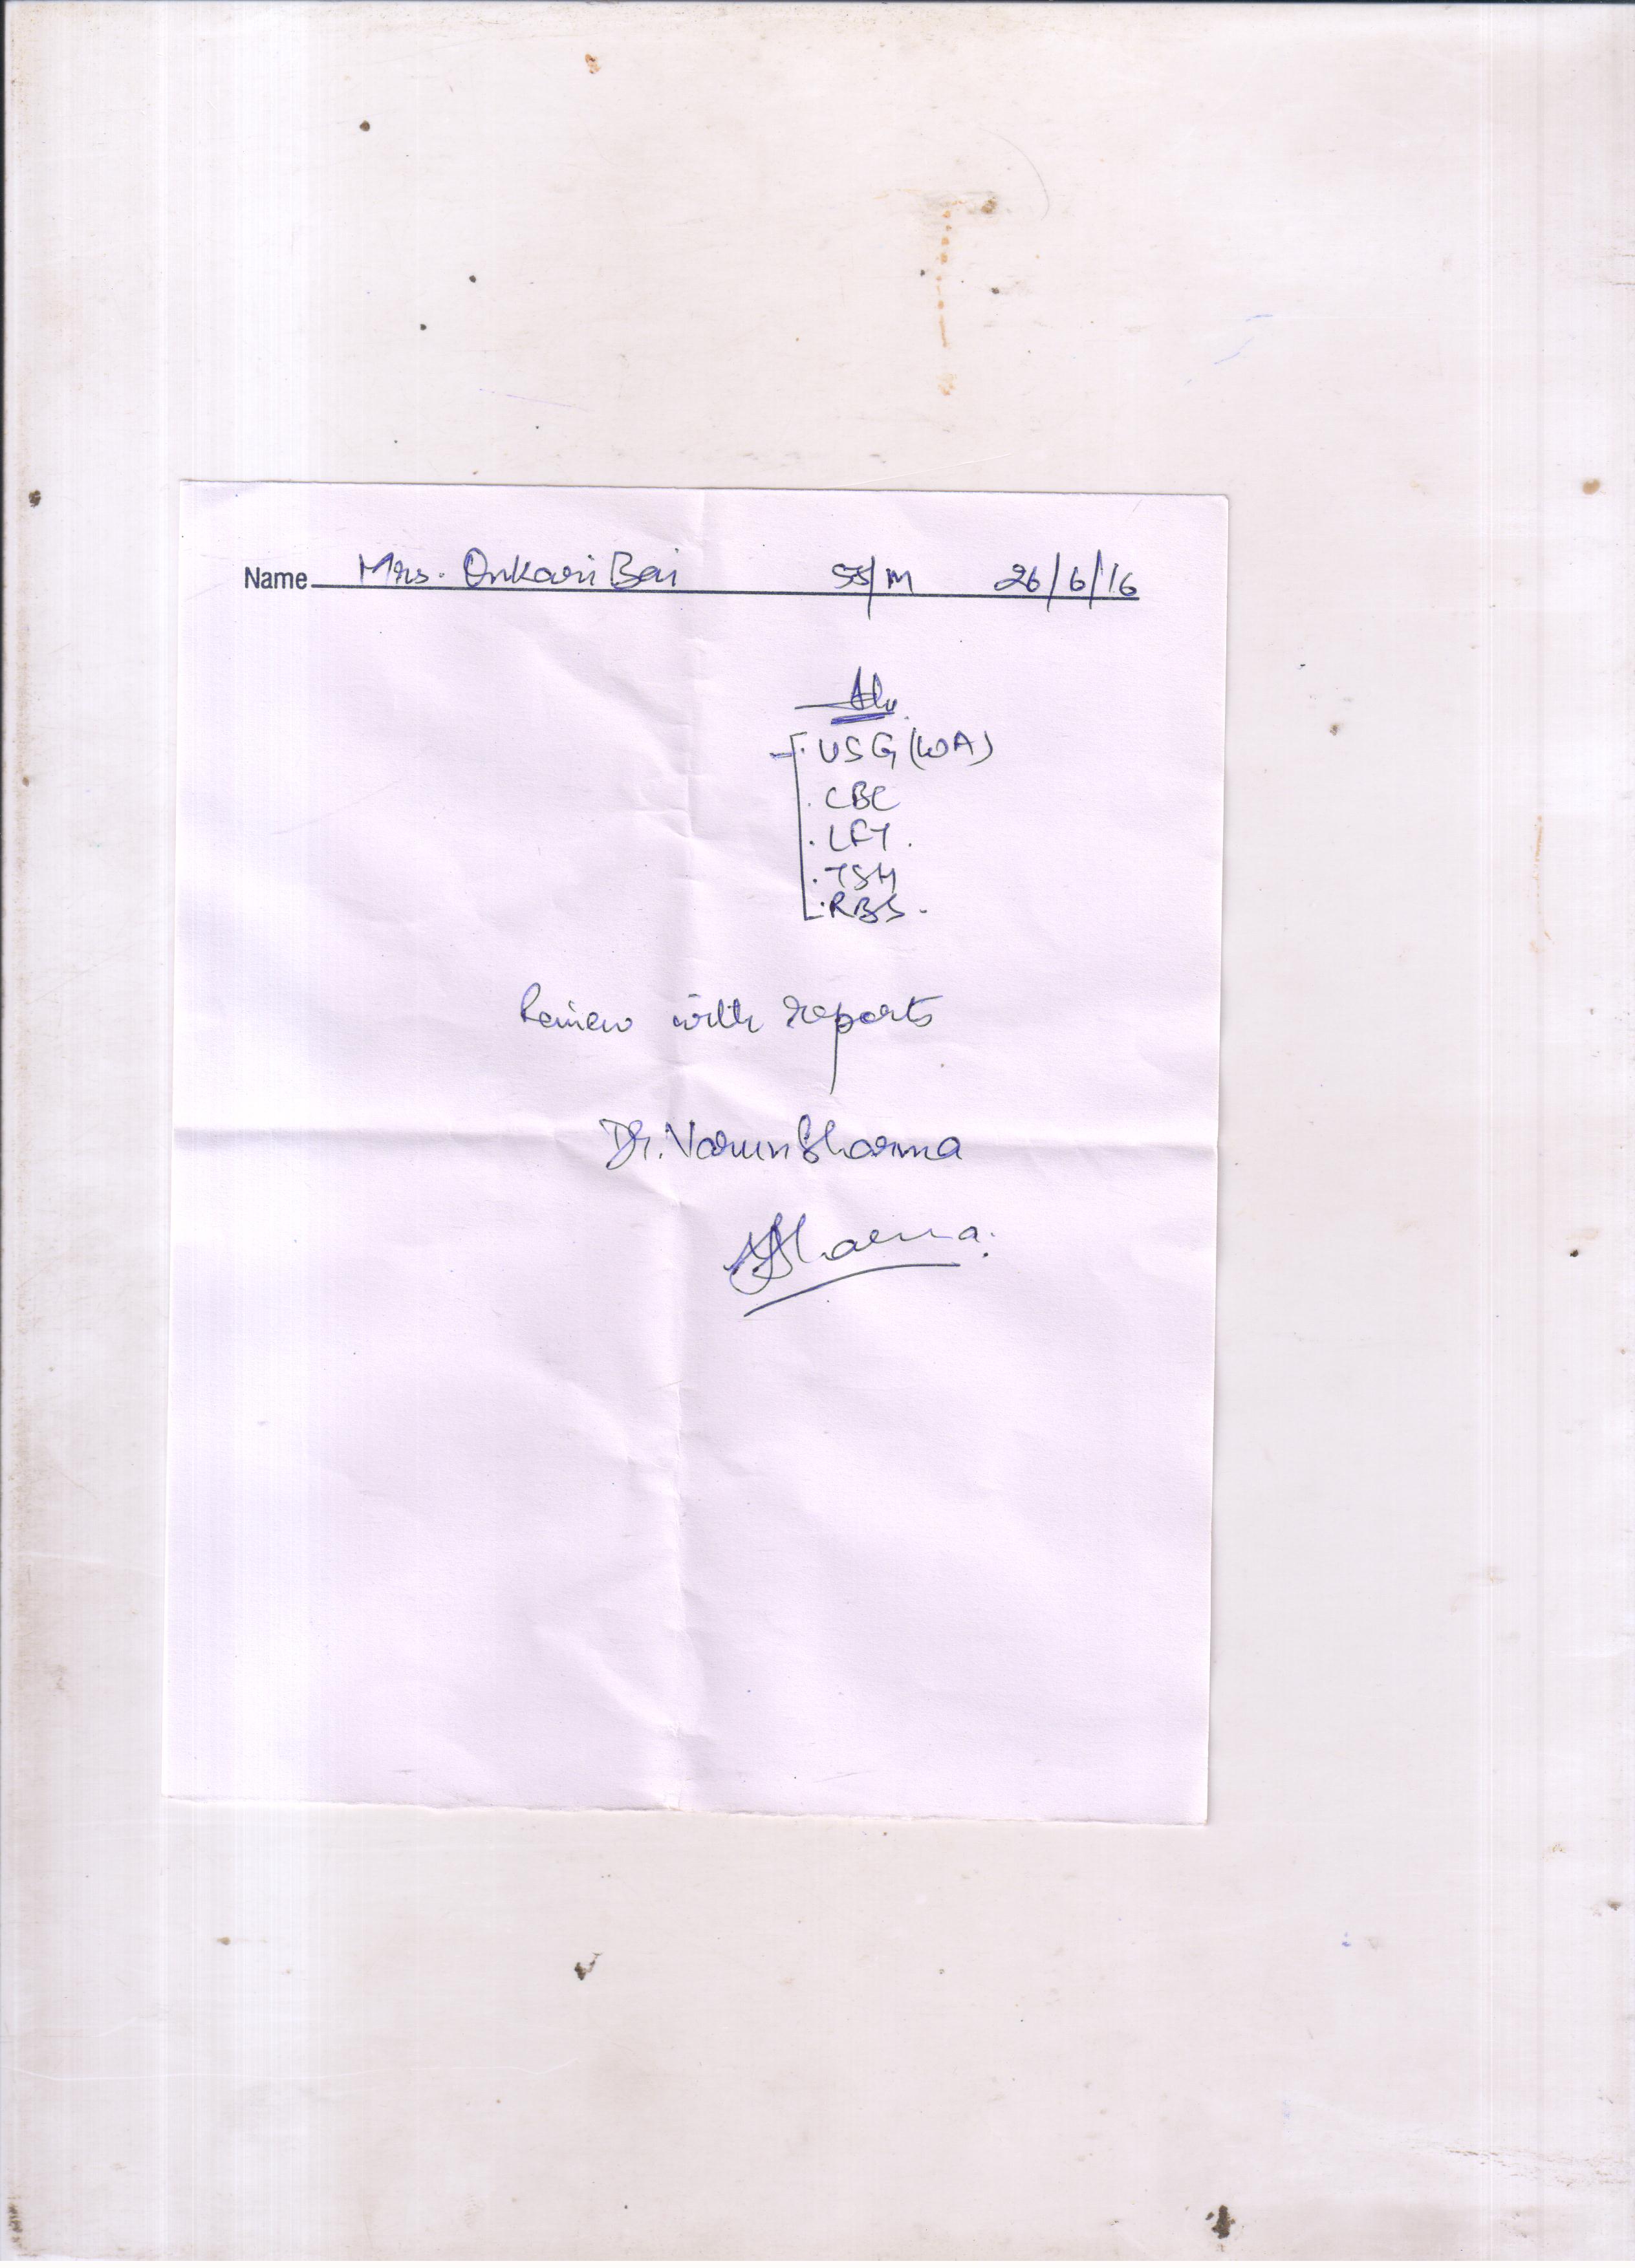 Name Mrs. Onkari Bai 55/M 26/6/16
Adv
USG (WA)
. CBC
. LFT.
. TSH
. RBS.
Review with reports
Dr. Varun Sharma
VSharma.